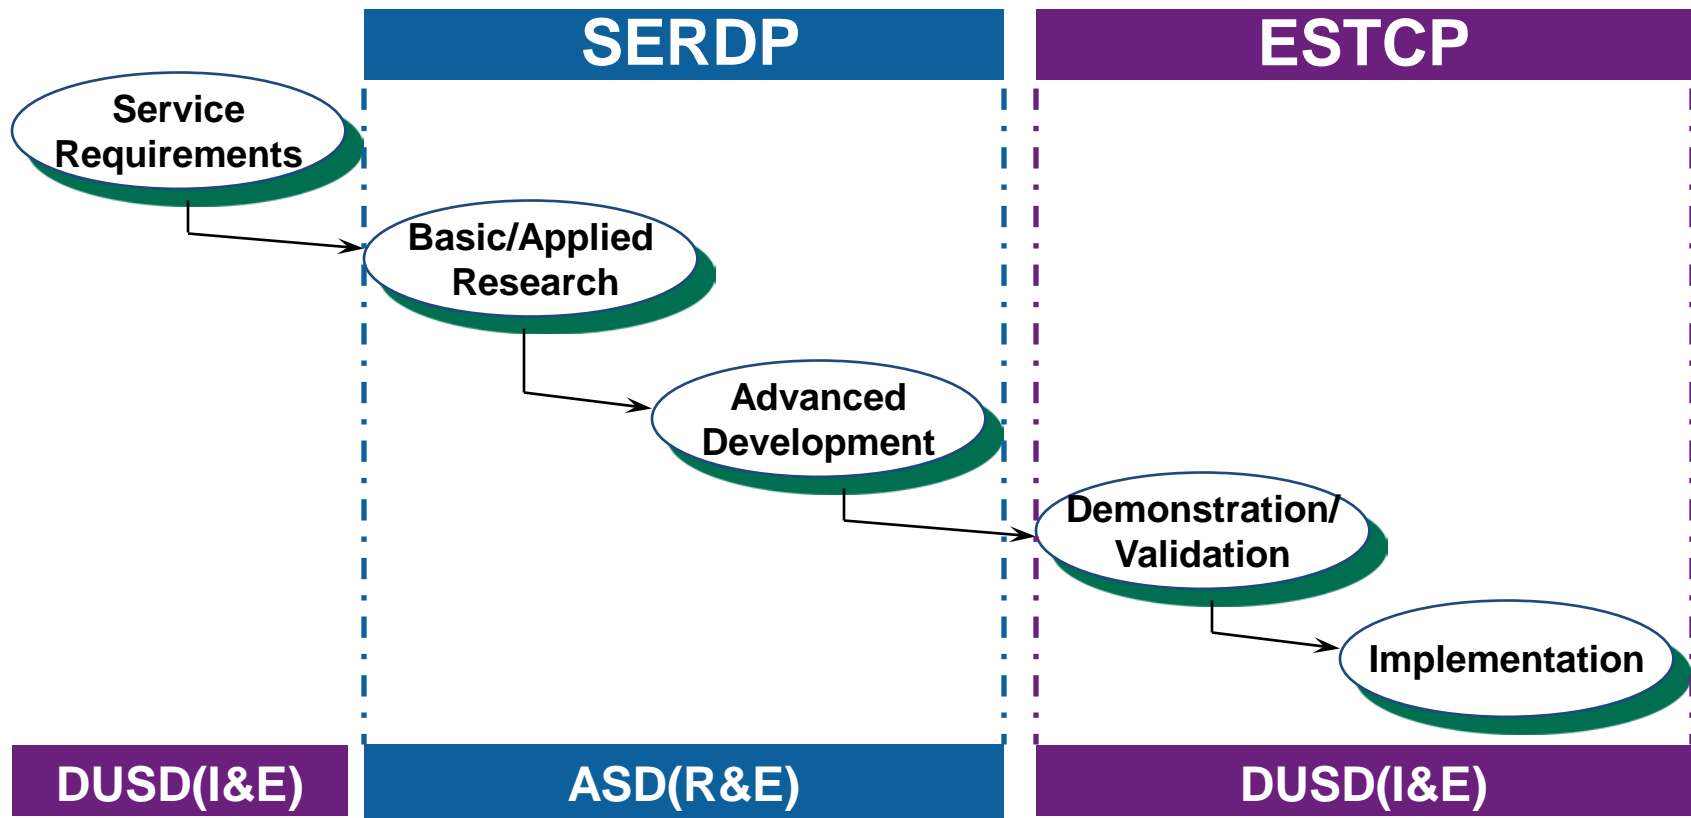 SERDP
ESTCP
Service
Requirements
Basic/Applied
Research
Advanced
Development
Demonstration/
Validation
Implementation
DUSD(I&E)
ASD(R&E)
DUSD(I&E)